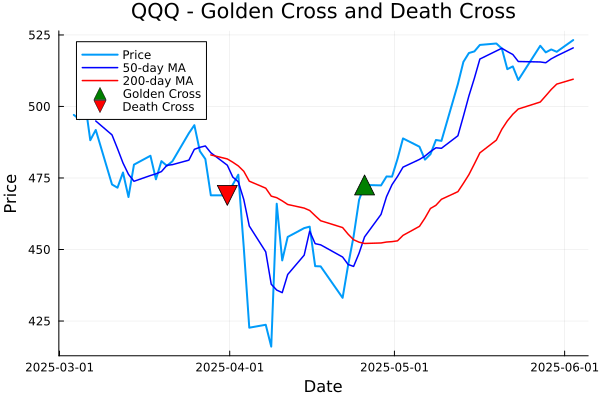 QQQ - Golden Cross and Death Cross
Price
50-day MA
200-day MA
Golden Cross
Death Cross
525
500
475
450
425
Price
2025-03-01
2025-04-01
2025-05-01
2025-06-01
Date